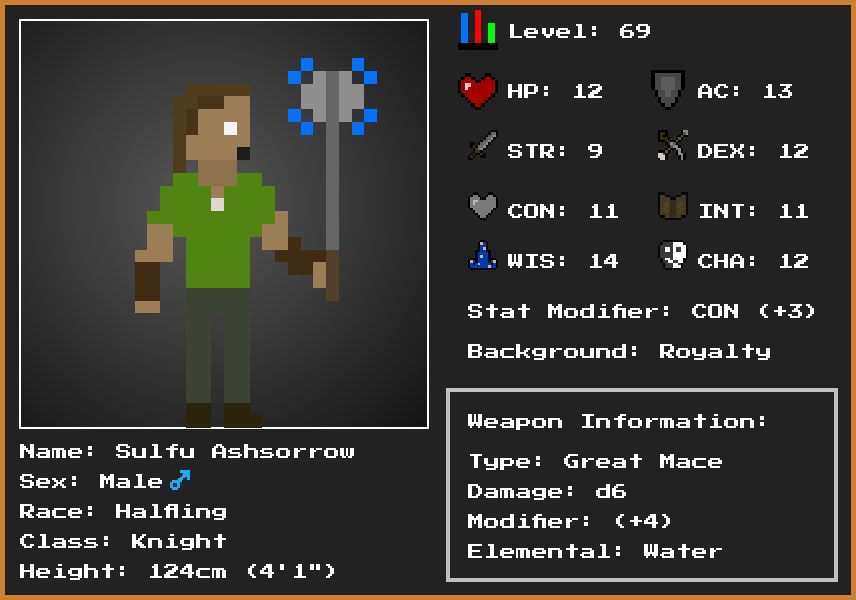 Level: 69
HP: 12
AC: 13
STR: 9
DEX: 12
CON: 11
INT: 11
WIS: 14
CHA: 12
Stat Modifier: CON (+3)
Background: Royalty
Weapon Information:
Type: Great Mace
Damage: d6
Modifier: (+4)
Elemental: Water
Name: Sulfu Ashsorrow
Sex: Male♂
Race: Halfling
Class: Knight
Height: 124cm (4'1")